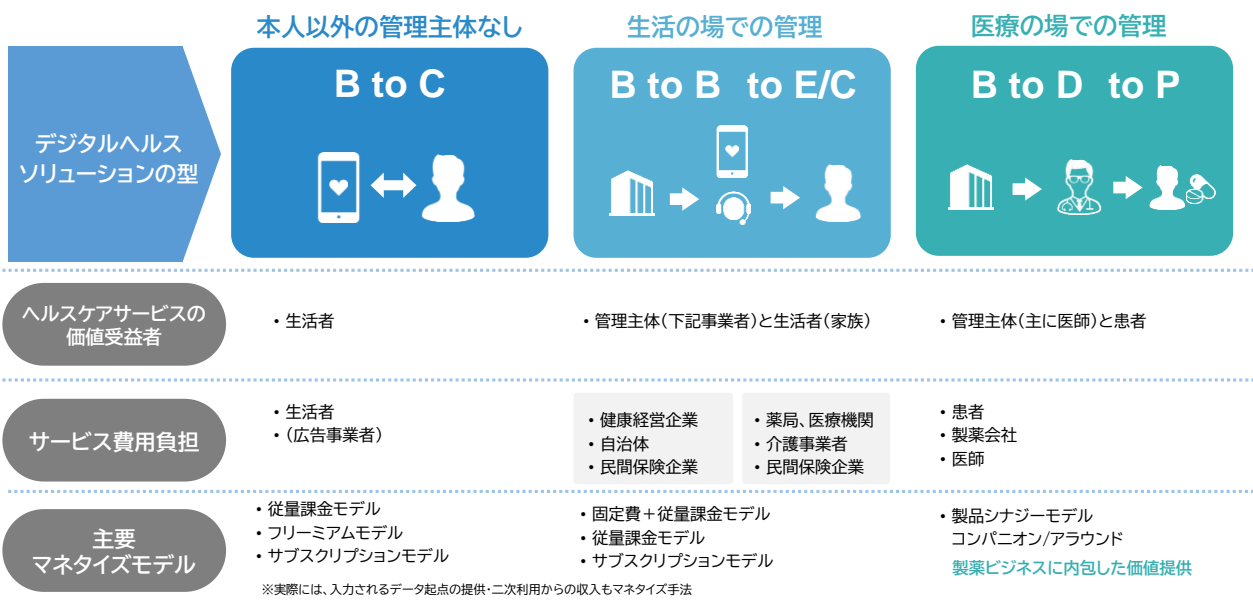 本人以外の管理主体なし
生活の場での管理
医療の場での管理
デジタルヘルス
ソリューションの型
B to C
B to B to E/C
B to D to P
ヘルスケアサービスの
価値受益者
・生活者
・管理主体(下記事業者)と生活者(家族)
・管理主体(主に医師)と患者
サービス費用負担
・生活者
・(広告事業者)
・健康経営企業
・自治体
・民間保険企業
・薬局、医療機関
・介護事業者
・民間保険企業
・患者
・製薬会社
・医師
主要
マネタイズモデル
・従量課金モデル
・フリーミアムモデル
・サブスクリプションモデル
・固定費+従量課金モデル
・従量課金モデル
・サブスクリプションモデル
・製品シナジーモデル
コンパニオン/アラウンド
製薬ビジネスに内包した価値提供
※実際には、入力されるデータ起点の提供・二次利用からの収入もマネタイズ手法